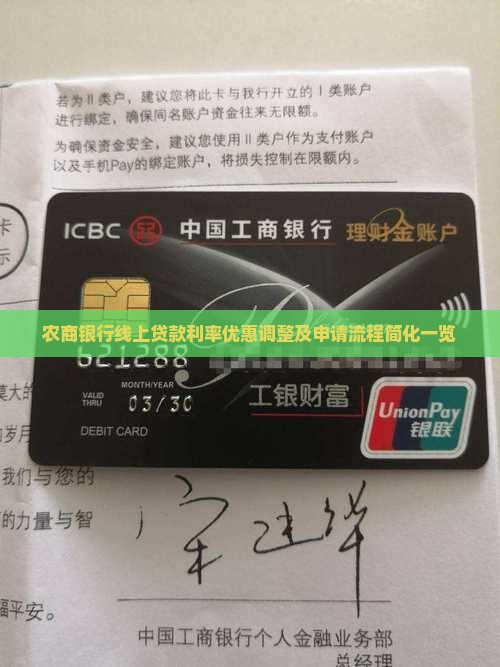 若为Ⅱ类户，建议您将此卡与我行开立的Ⅰ类账户
进行绑定，确保同名账户资金往来无限额。
为确保资金安全，建议您使用Ⅱ类户作为支付账户
以及手机Pay的绑定账户，将损失控制在限额内。
卡
示
ICBC 中国工商银行 理财金账户
农商银行线上贷款利率优惠调整及申请流程简化一览
621288
MONTH/YEAR
VALID THRU 03/30
工银财富
DEBIT CARD
UnionPay
银联
莫大的
岁月
我们与您的
的力量与智
福平安。
中国工商银行个人金融业务部
总经理